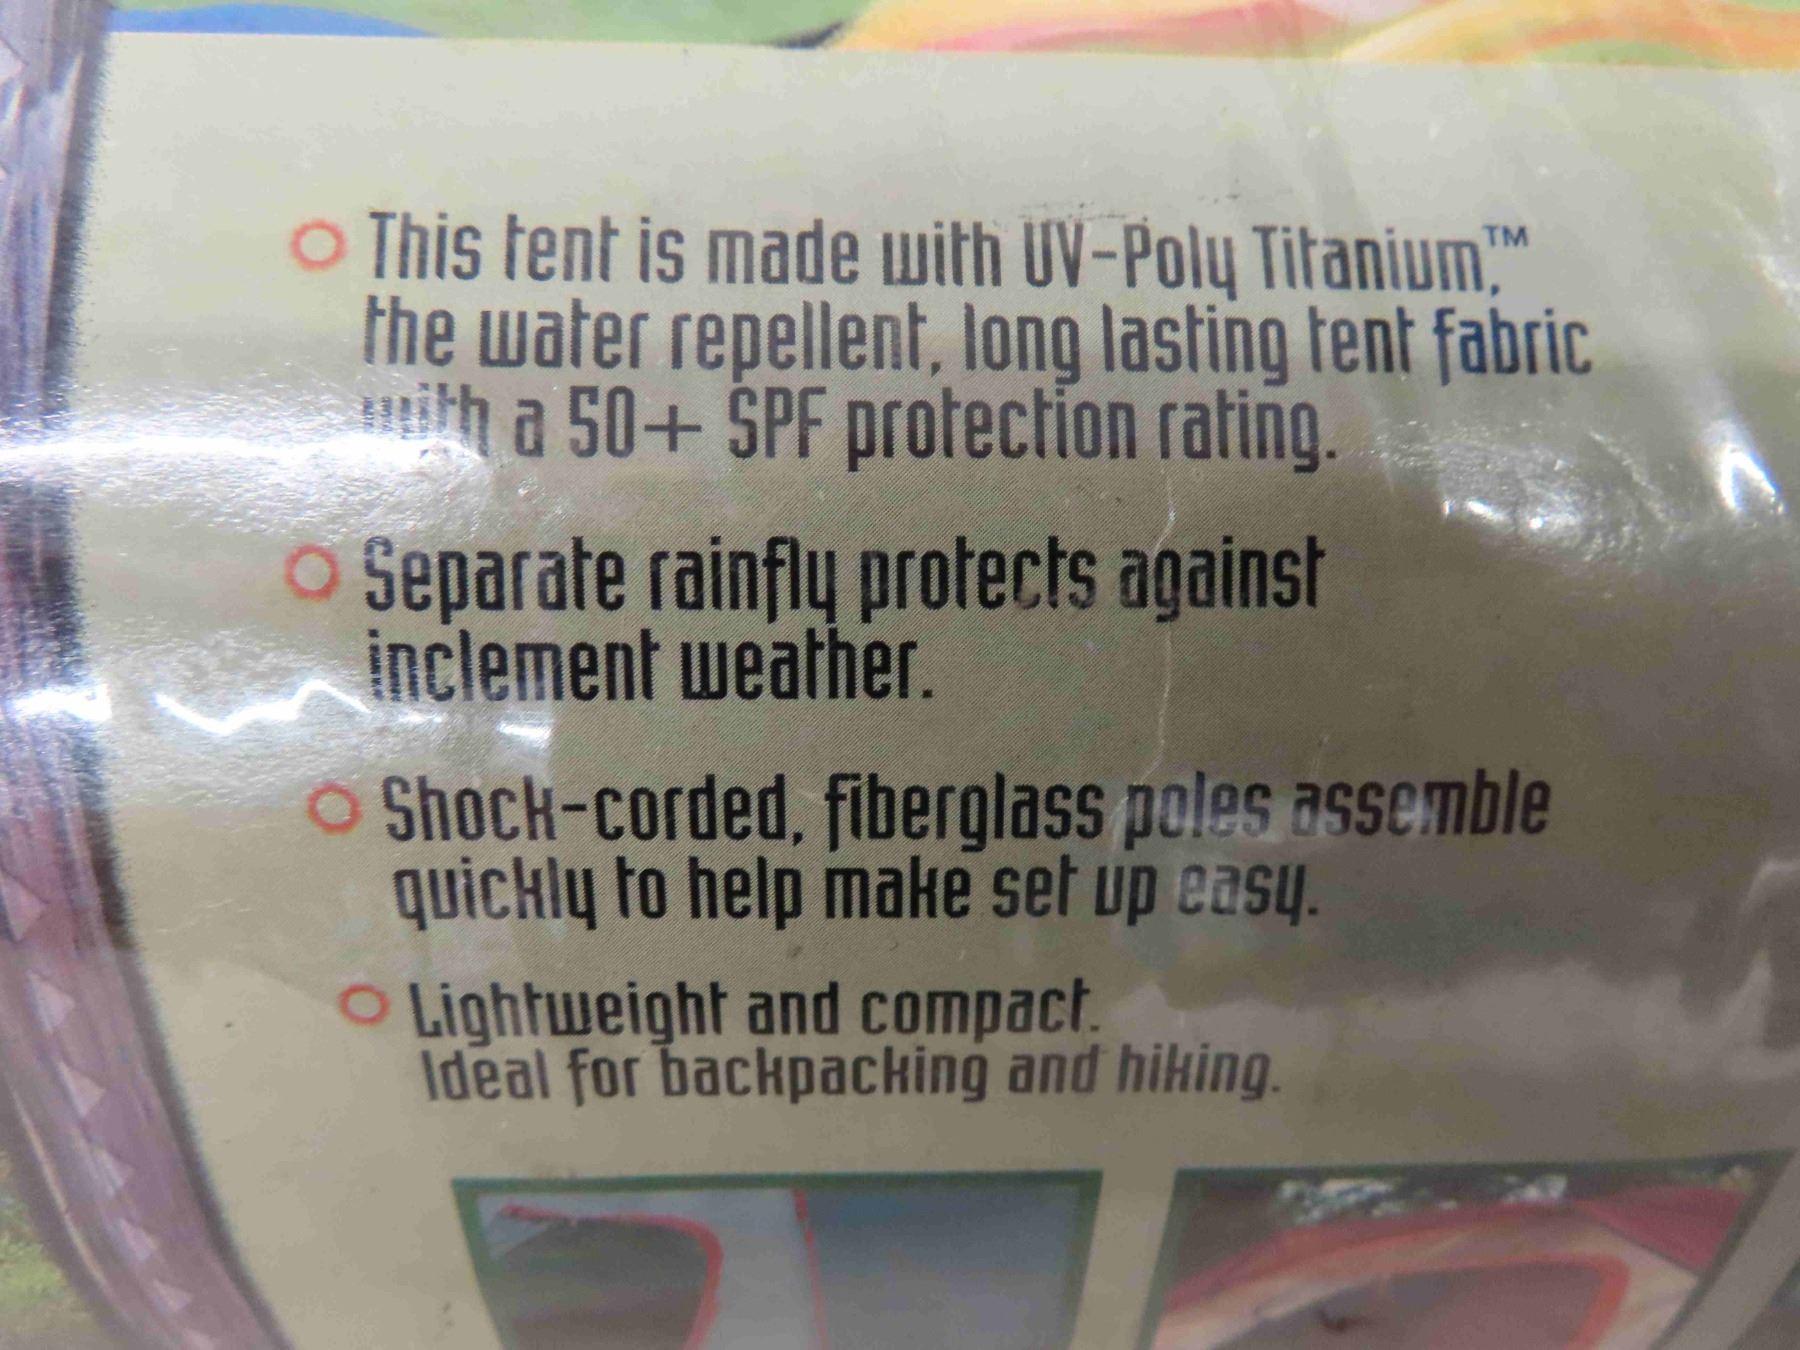 This tent is made with UV-Poly Titanium,™
the water repellent, long lasting tent fabric
with a 50+ SPF protection rating.
Separate rainfly protects against
inclement weather.
Shock-corded, fiberglass poles assemble
quickly to help make set up easy.
Lightweight and compact.
Ideal for backpacking and hiking.